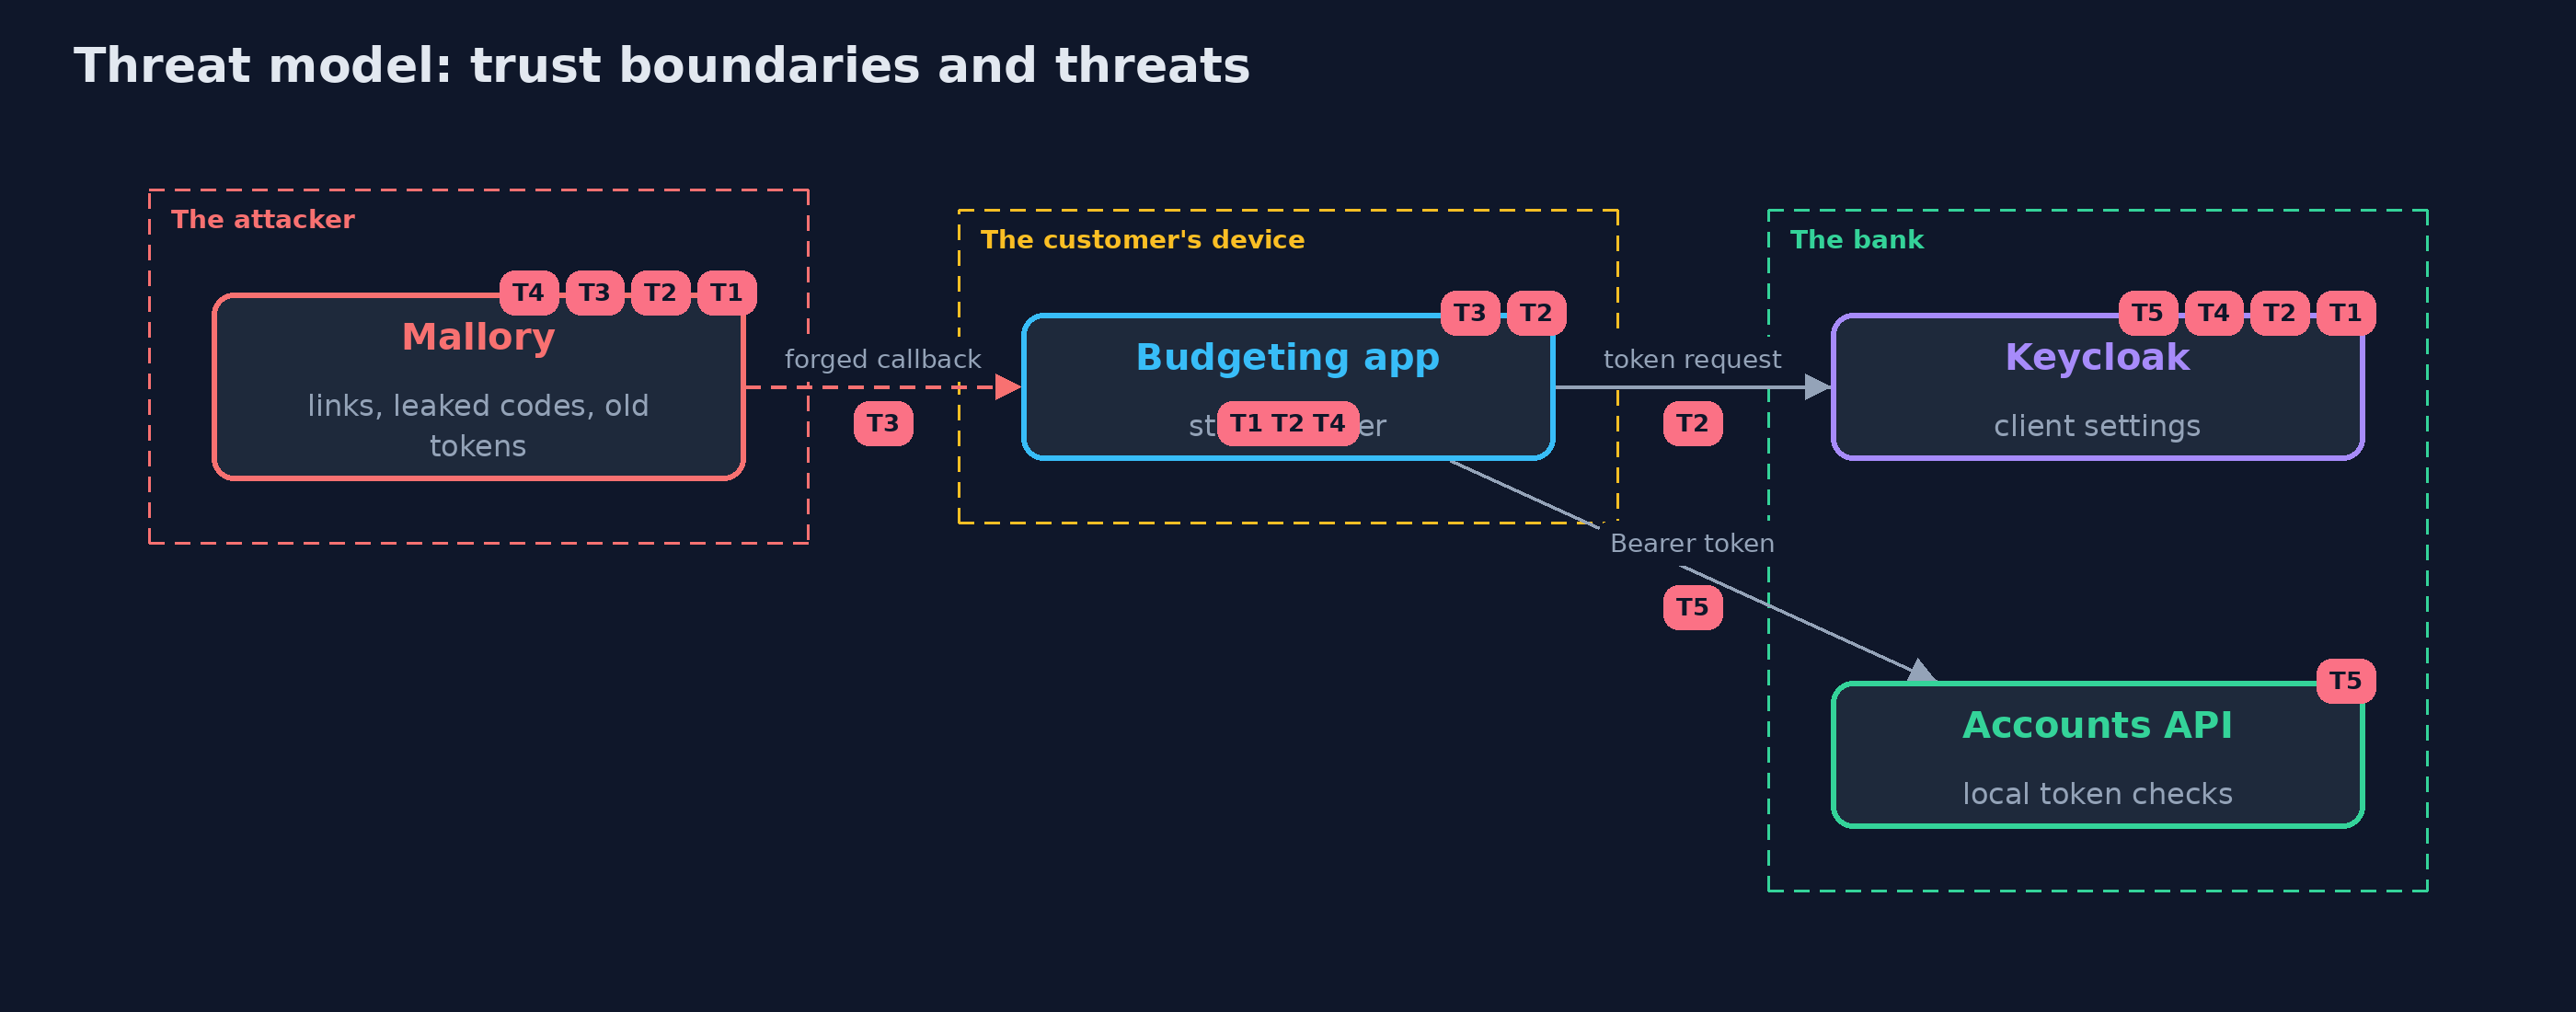 Threat model: trust boundaries and threats
The attacker
T4 T3 T2 T1
Mallory
links, leaked codes, old
tokens
forged callback
T3
The customer's device
T3 T2
Budgeting app
T1 T2 T4
token request
T2
Bearer token
T5
The bank
T5 T4 T2 T1
Keycloak
client settings
T5
Accounts API
local token checks